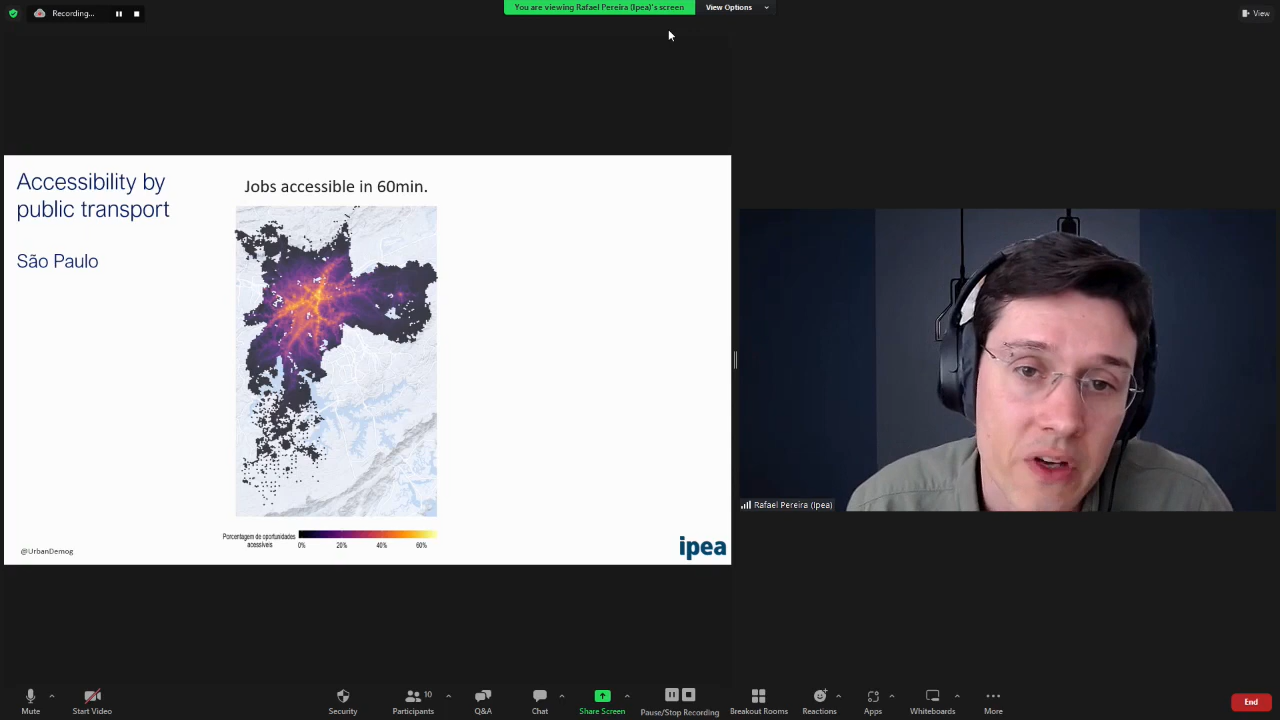 Recording...
You are viewing Rafael Pereira (Ipea)'s screen
View Options
View
Accessibility by
public transport
São Paulo
Jobs accessible in 60min.
Porcentagem de oportunidades
acessíveis
0%
20%
40%
60%
@UrbanDemog
ipea
Rafael Pereira (Ipea)
Mute
Start Video
Security
Participants
10
Q&A
Chat
Share Screen
Pause/Stop Recording
Breakout Rooms
Reactions
Apps
Whiteboards
More
End